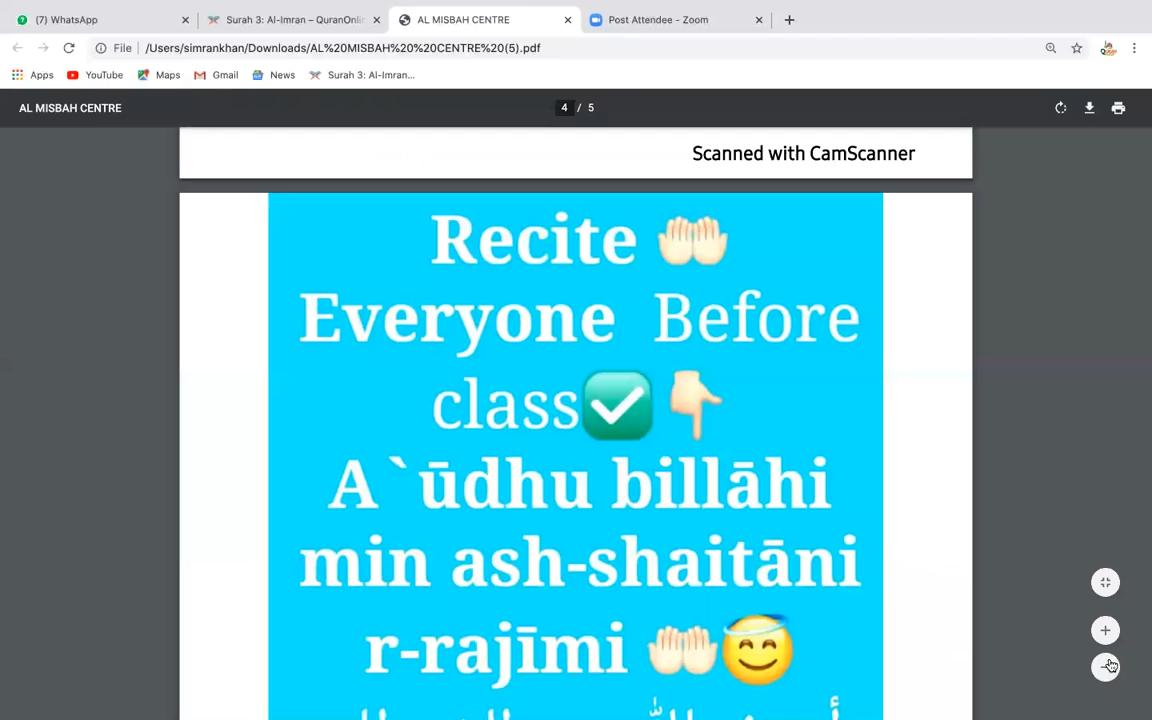 (7) WhatsApp
Surah 3: Al-Imran – QuranOnlin
AL MISBAH CENTRE
Post Attendee - Zoom
File /Users/simrankhan/Downloads/AL%20MISBAH%20%20CENTRE%20(5).pdf
Apps YouTube Maps Gmail News Surah 3: Al-Imran...
AL MISBAH CENTRE 4 / 5
Scanned with CamScanner
Recite 🤲🏻
Everyone Before
class✅👇🏻
A`ūdhu billāhi
min ash-shaitāni
r-rajīmi 🤲🏻😇